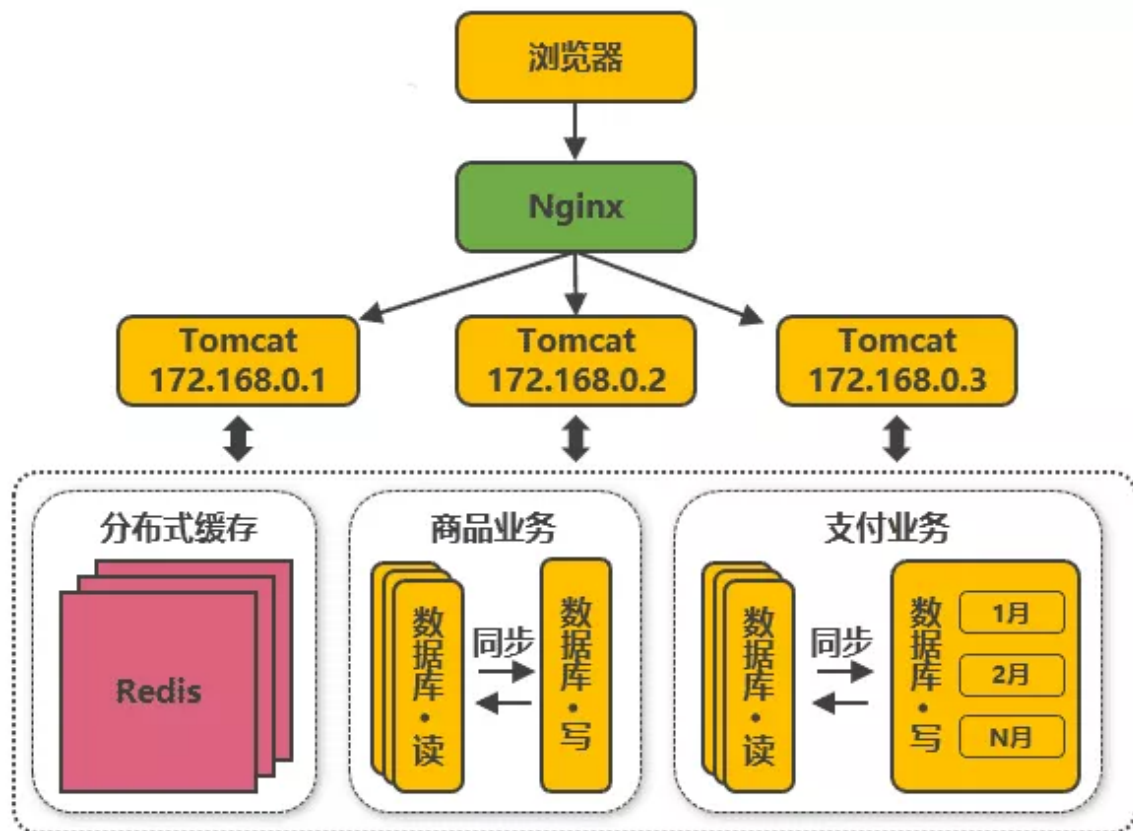 浏览器
Nginx
Tomcat
172.168.0.1
Tomcat
172.168.0.2
Tomcat
172.168.0.3
分布式缓存
Redis
商品业务
数据库·读
同步
数据库·写
支付业务
数据库·读
同步
数据库·写
1月
2月
N月